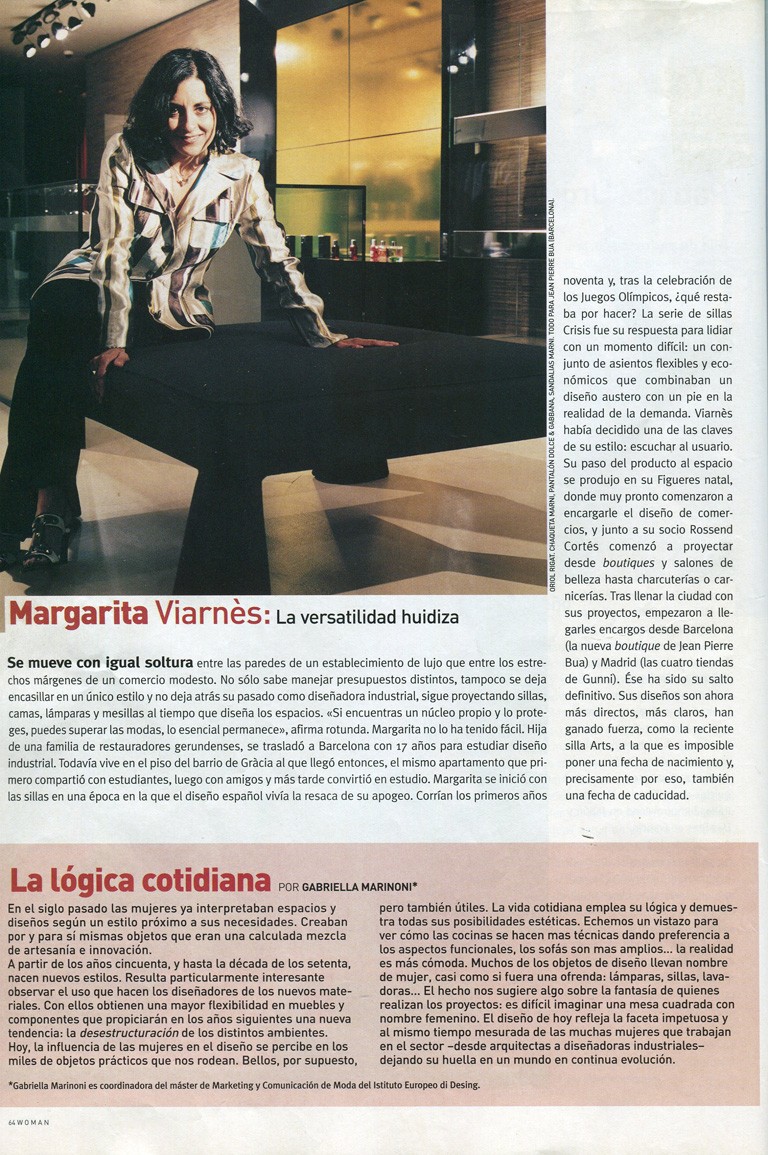 ORIOL RIGAT. CHAQUETA MARNI, PANTALÓN DOLCE & GABBANA, SANDALIAS MARNI. TODO PARA JEAN PIERRE BUA (BARCELONA).
Margarita Viarnès: La versatilidad huidiza
Se mueve con igual soltura entre las paredes de un establecimiento de lujo que entre los estre-
chos márgenes de un comercio modesto. No sólo sabe manejar presupuestos distintos, tampoco se deja
encasillar en un único estilo y no deja atrás su pasado como diseñadora industrial, sigue proyectando sillas,
camas, lámparas y mesillas al tiempo que diseña los espacios. «Si encuentras un núcleo propio y lo prote-
ges, puedes superar las modas, lo esencial permanece», afirma rotunda. Margarita no lo ha tenido fácil. Hija
de una familia de restauradores gerundenses, se trasladó a Barcelona con 17 años para estudiar diseño
industrial. Todavía vive en el piso del barrio de Gràcia al que llegó entonces, el mismo apartamento que pri-
mero compartió con estudiantes, luego con amigos y más tarde convirtió en estudio. Margarita se inició con
las sillas en una época en la que el diseño español vivía la resaca de su apogeo. Corrían los primeros años
noventa y, tras la celebración de
los Juegos Olímpicos, ¿qué resta-
ba por hacer? La serie de sillas
Crisis fue su respuesta para lidiar
con un momento difícil: un con-
junto de asientos flexibles y eco-
nómicos que combinaban un
diseño austero con un pie en la
realidad de la demanda. Viarnès
había decidido una de las claves
de su estilo: escuchar al usuario.
Su paso del producto al espacio
se produjo en su Figueres natal,
donde muy pronto comenzaron a
encargarle el diseño de comer-
cios, y junto a su socio Rossend
Cortés comenzó a proyectar
desde boutiques y salones de
belleza hasta charcuterías o car-
nicerías. Tras llenar la ciudad con
sus proyectos, empezaron a lle-
garles encargos desde Barcelona
(la nueva boutique de Jean Pierre
Bua) y Madrid (las cuatro tiendas
de Gunní). Ése ha sido su salto
definitivo. Sus diseños son ahora
más directos, más claros, han
ganado fuerza, como la reciente
silla Arts, a la que es imposible
poner una fecha de nacimiento y,
precisamente por eso, también
una fecha de caducidad.
La lógica cotidiana POR GABRIELLA MARINONI*
En el siglo pasado las mujeres ya interpretaban espacios y
diseños según un estilo próximo a sus necesidades. Creaban
por y para sí mismas objetos que eran una calculada mezcla
de artesanía e innovación.
A partir de los años cincuenta, y hasta la década de los setenta,
nacen nuevos estilos. Resulta particularmente interesante
observar el uso que hacen los diseñadores de los nuevos mate-
riales. Con ellos obtienen una mayor flexibilidad en muebles y
componentes que propiciarán en los años siguientes una nueva
tendencia: la desestructuración de los distintos ambientes.
Hoy, la influencia de las mujeres en el diseño se percibe en los
miles de objetos prácticos que nos rodean. Bellos, por supuesto,
pero también útiles. La vida cotidiana emplea su lógica y demues-
tra todas sus posibilidades estéticas. Echemos un vistazo para
ver cómo las cocinas se hacen mas técnicas dando preferencia a
los aspectos funcionales, los sofás son mas amplios... la realidad
es más cómoda. Muchos de los objetos de diseño llevan nombre
de mujer, casi como si fuera una ofrenda: lámparas, sillas, lava-
doras... El hecho nos sugiere algo sobre la fantasía de quienes
realizan los proyectos: es difícil imaginar una mesa cuadrada con
nombre femenino. El diseño de hoy refleja la faceta impetuosa y
al mismo tiempo mesurada de las muchas mujeres que trabajan
en el sector –desde arquitectas a diseñadoras industriales–
dejando su huella en un mundo en continua evolución.
*Gabriella Marinoni es coordinadora del máster de Marketing y Comunicación de Moda del Istituto Europeo di Desing.
64 WOMAN